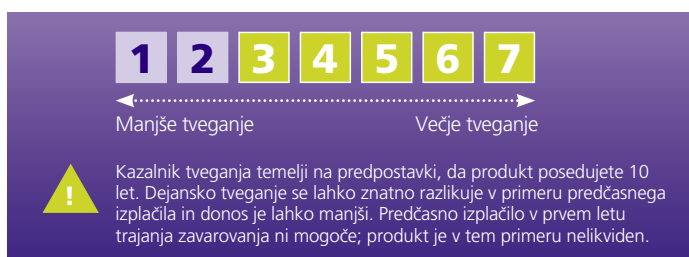 1 2 3 4 5 6 7
Manjše tveganje Večje tveganje
! Kazalnik tveganja temelji na predpostavki, da produkt posedujete 10
let. Dejansko tveganje se lahko znatno razlikuje v primeru predčasnega
izplačila in donos je lahko manjši. Predčasno izplačilo v prvem letu
trajanja zavarovanja ni mogoče; produkt je v tem primeru nelikviden.